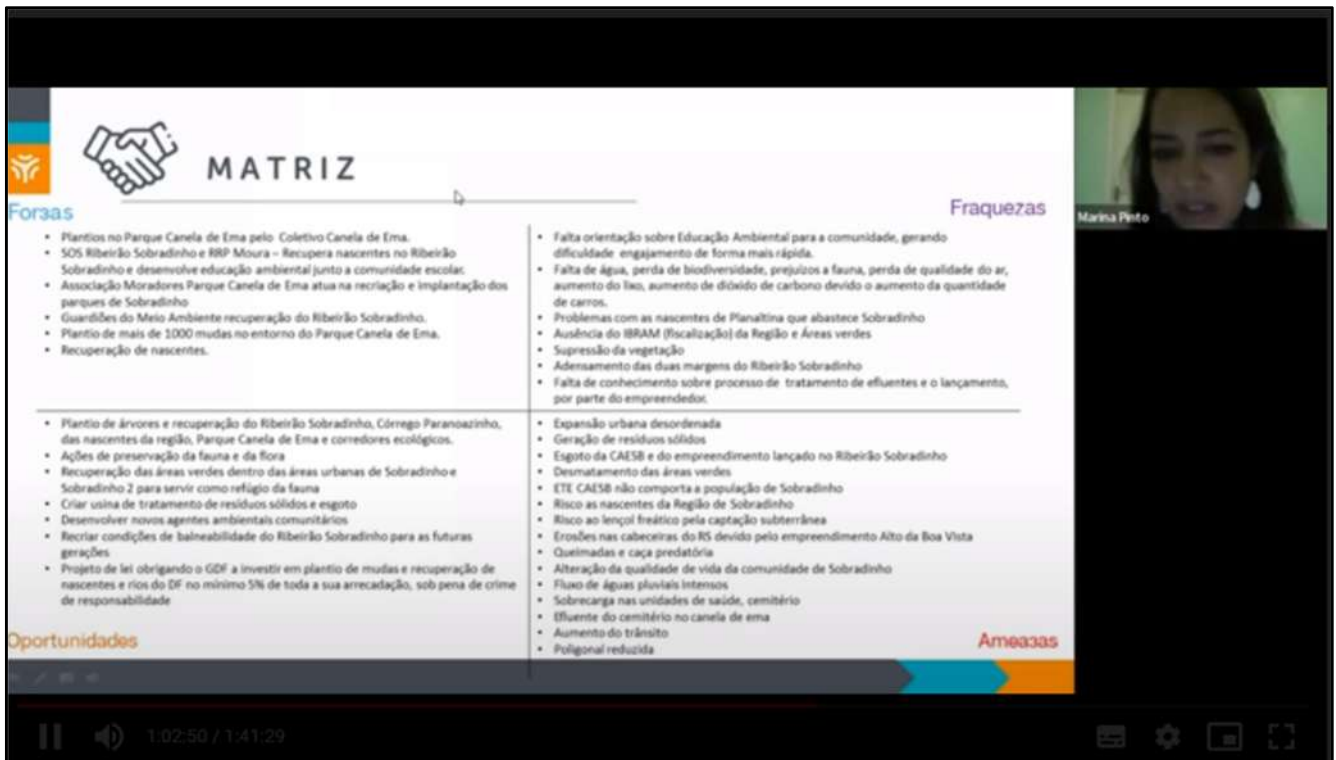 MATRIZ
Forзas
Fraquezas
Marina Pinto
• Plantios no Parque Canela de Ema pelo Coletivo Canela de Ema.
• SOS Ribeirão Sobradinho e RRP Moura – Recupera nascentes no Ribeirão
Sobradinho e desenvolve educação ambiental junto a comunidade escolar.
• Associação Moradores Parque Canela de Ema atua na recriação e implantação dos
parques de Sobradinho
• Guardiões do Meio Ambiente recuperação do Ribeirão Sobradinho.
• Plantio de mais de 1000 mudas no entorno do Parque Canela de Ema.
• Recuperação de nascentes.
• Falta orientação sobre Educação Ambiental para a comunidade, gerando
dificuldade engajamento de forma mais rápida.
• Falta de água, perda de biodiversidade, prejuízos a fauna, perda de qualidade do ar,
aumento do lixo, aumento de dióxido de carbono devido o aumento da quantidade
de carros.
• Problemas com as nascentes de Planaltina que abastece Sobradinho
• Ausência do IBRAM (fiscalização) da Região e Áreas verdes
• Supressão da vegetação
• Adensamento das duas margens do Ribeirão Sobradinho
• Falta de conhecimento sobre processo de tratamento de efluentes e o lançamento,
por parte do empreendedor.
• Plantio de árvores e recuperação do Ribeirão Sobradinho, Córrego Paranoazinho,
das nascentes da região, Parque Canela de Ema e corredores ecológicos.
• Ações de preservação da fauna e da flora
• Recuperação das áreas verdes dentro das áreas urbanas de Sobradinho e
Sobradinho 2 para servir como refúgio da fauna
• Criar usina de tratamento de resíduos sólidos e esgoto
• Desenvolver novos agentes ambientais comunitários
• Recriar condições de balneabilidade do Ribeirão Sobradinho para as futuras
gerações
• Projeto de lei obrigando o GDF a investir em plantio de mudas e recuperação de
nascentes e rios do DF no mínimo 5% de toda a sua arrecadação, sob pena de crime
de responsabilidade
• Expansão urbana desordenada
• Geração de resíduos sólidos
• Esgoto da CAESB e do empreendimento lançado no Ribeirão Sobradinho
• Desmatamento das áreas verdes
• ETE CAESB não comporta a população de Sobradinho
• Risco as nascentes da Região de Sobradinho
• Risco ao lençol freático pela captação subterrânea
• Erosões nas cabeceiras do RS devido pelo empreendimento Alto da Boa Vista
• Queimadas e caça predatória
• Alteração da qualidade de vida da comunidade de Sobradinho
• Fluxo de águas pluviais intensos
• Sobrecarga nas unidades de saúde, cemitério
• Efluente do cemitério no canela de ema
• Aumento do trânsito
• Poligonal reduzida
Oportunidades
Ameaзas
1:02:50 / 1:41:29